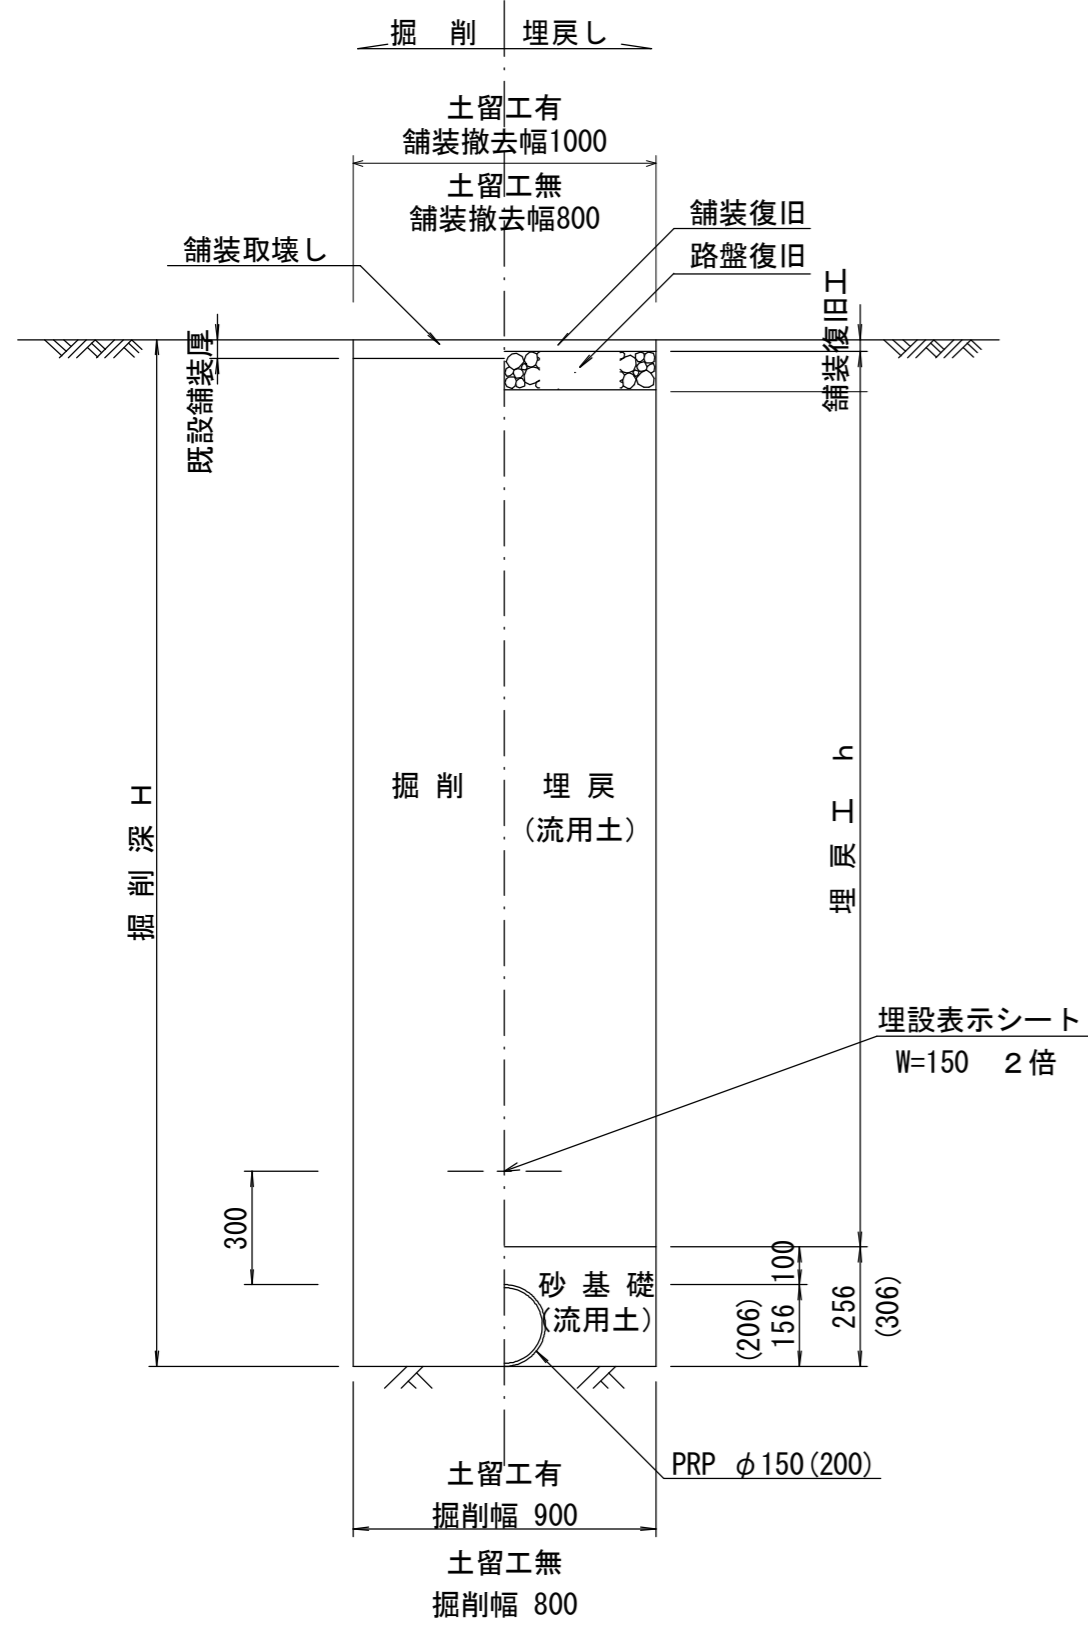 掘　削　埋戻し
土留工有
舗装撤去幅1000
土留工無
舗装撤去幅800
舗装復旧
路盤復旧
舗装取壊し
既設舗装厚
舗装復旧工
掘削深 H
掘 削
埋 戻
(流用土)
埋戻工 h
埋設表示シート
W=150　２倍
300
砂 基 礎
(流用土)
100
156
(206)
256
(306)
PRP φ150(200)
土留工有
掘削幅 900
土留工無
掘削幅 800